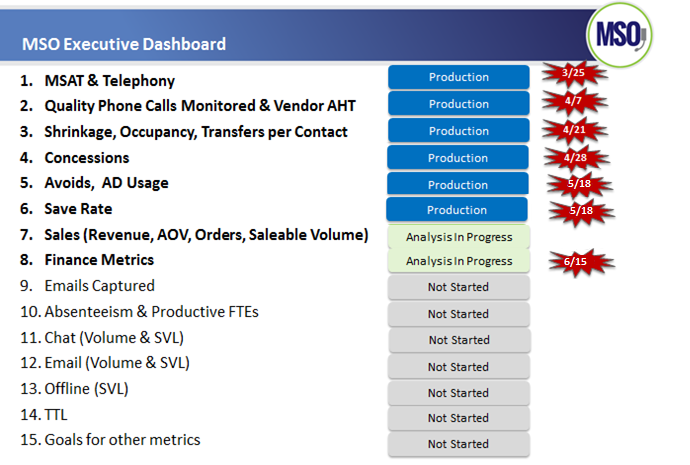 MSO Executive Dashboard
MSO
1. MSAT & Telephony Production 3/25
2. Quality Phone Calls Monitored & Vendor AHT Production 4/7
3. Shrinkage, Occupancy, Transfers per Contact Production 4/21
4. Concessions Production 4/28
5. Avoids, AD Usage Production 5/18
6. Save Rate Production 5/18
7. Sales (Revenue, AOV, Orders, Saleable Volume) Analysis In Progress
8. Finance Metrics Analysis In Progress 6/15
9. Emails Captured Not Started
10. Absenteeism & Productive FTEs Not Started
11. Chat (Volume & SVL) Not Started
12. Email (Volume & SVL) Not Started
13. Offline (SVL) Not Started
14. TTL Not Started
15. Goals for other metrics Not Started